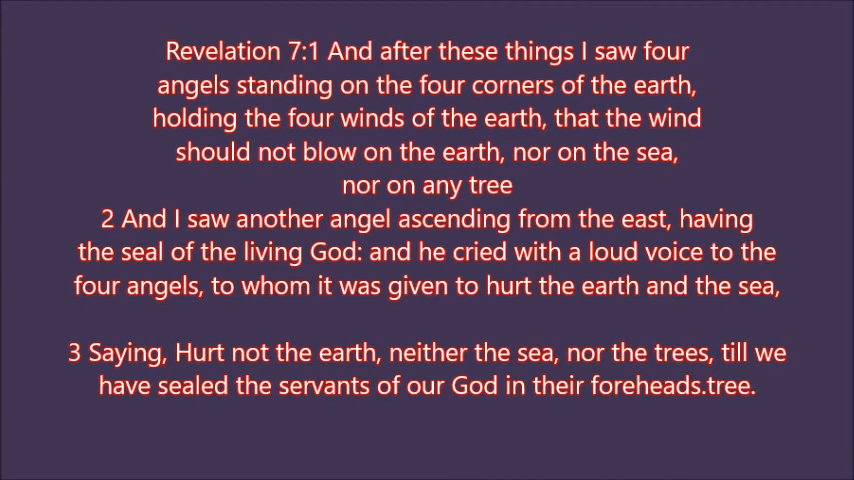 Revelation 7:1 And after these things I saw four
angels standing on the four corners of the earth,
holding the four winds of the earth, that the wind
should not blow on the earth, nor on the sea,
nor on any tree
2 And I saw another angel ascending from the east, having
the seal of the living God: and he cried with a loud voice to the
four angels, to whom it was given to hurt the earth and the sea,
3 Saying, Hurt not the earth, neither the sea, nor the trees, till we
have sealed the servants of our God in their foreheads.tree.